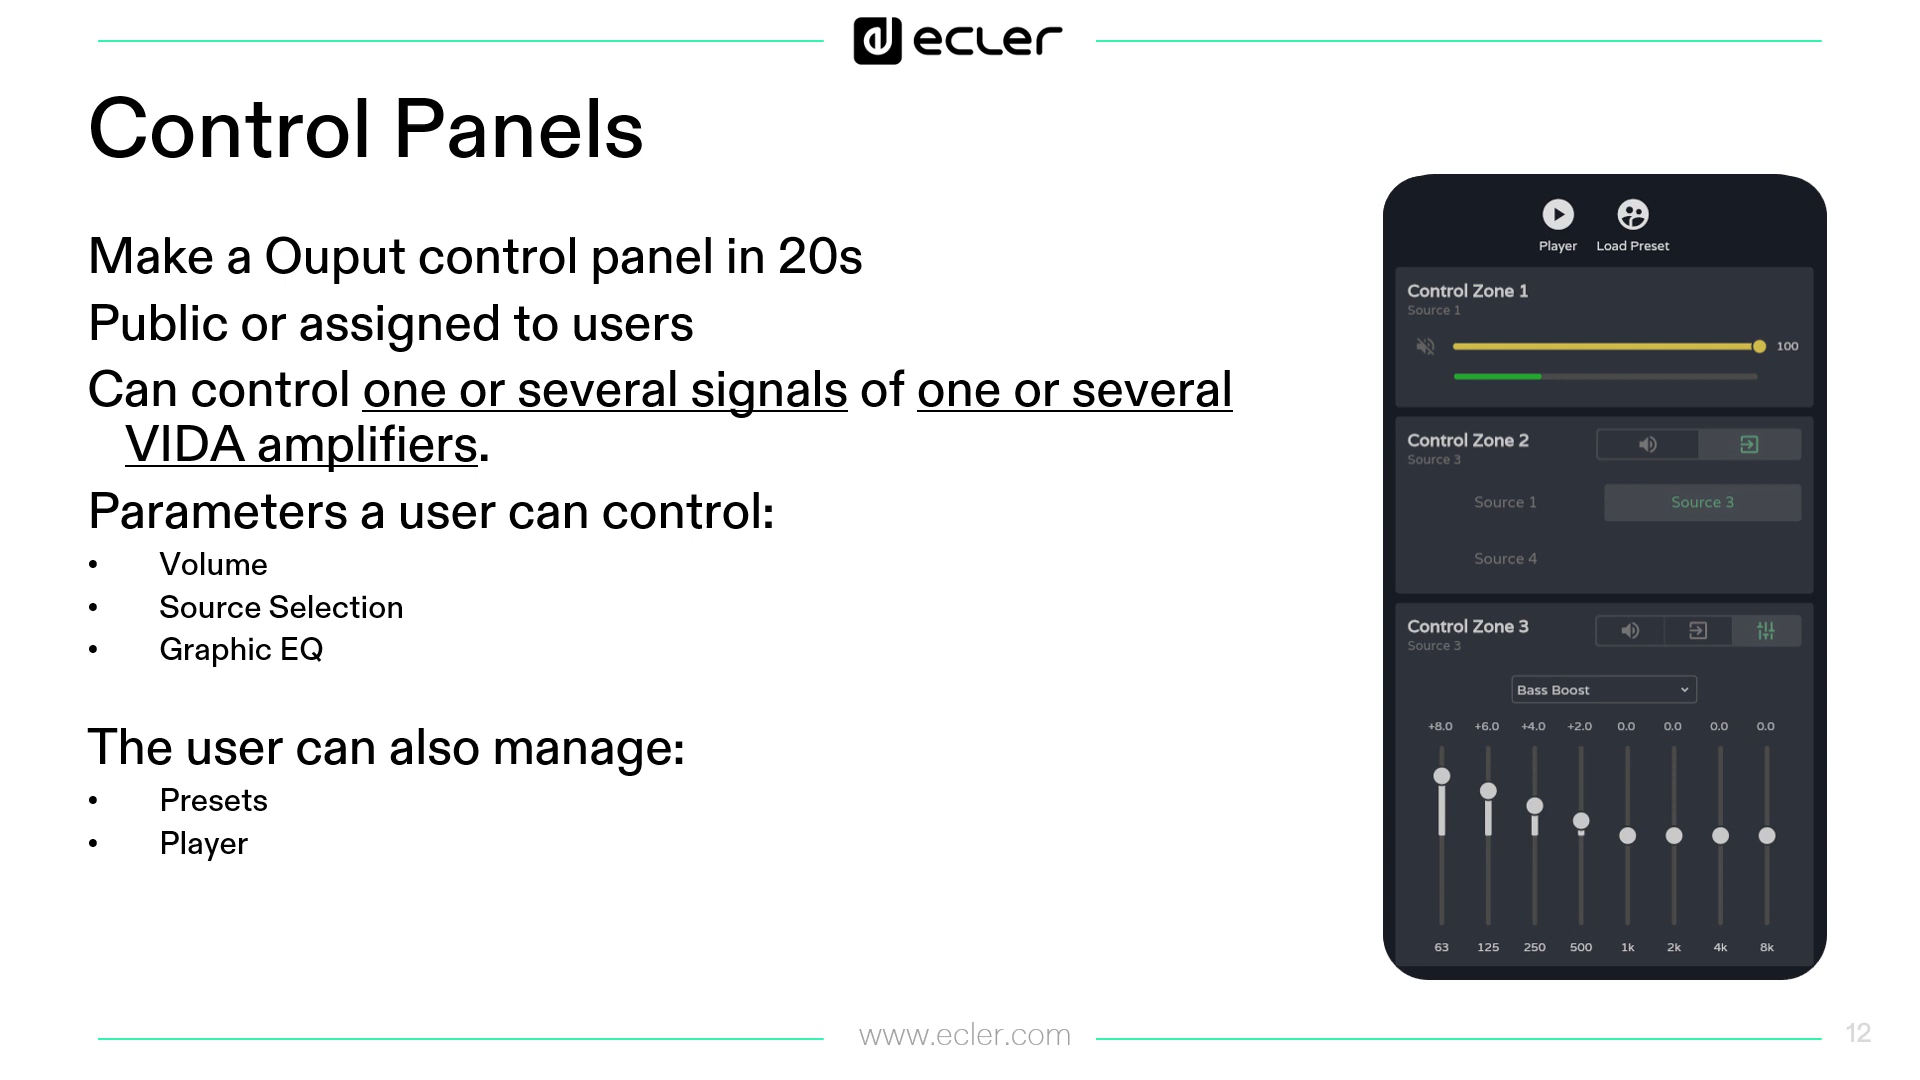 ecler
Control Panels
Make a Ouput control panel in 20s
Public or assigned to users
Can control one or several signals of one or several
VIDA amplifiers.
Parameters a user can control:
• Volume
• Source Selection
• Graphic EQ
The user can also manage:
• Presets
• Player
Player Load Preset
Control Zone 1
Source 1
100
Control Zone 2
Source 3
Source 1 Source 3
Source 4
Control Zone 3
Source 3
Bass Boost
+8.0 +6.0 +4.0 +2.0 0.0 0.0 0.0 0.0
63 125 250 500 1k 2k 4k 8k
www.ecler.com
12